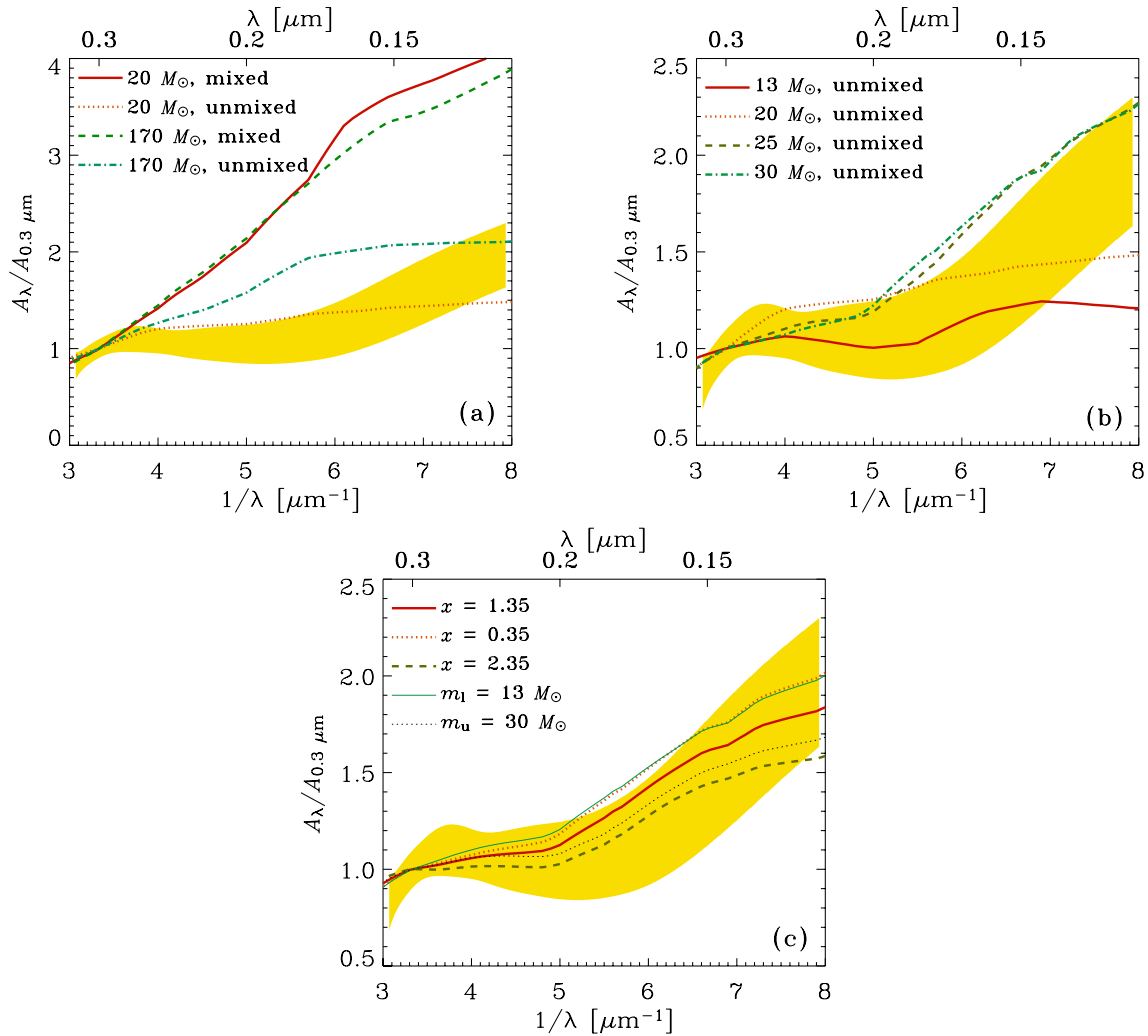 λ [μm]
0.3 0.2 0.15
20 M⊙, mixed
20 M⊙, unmixed
170 M⊙, mixed
170 M⊙, unmixed
4
3
2
1
0
A_λ/A_0.3 μm
(a)
3 4 5 6 7 8
1/λ [μm⁻¹]
λ [μm]
0.3 0.2 0.15
13 M⊙, unmixed
20 M⊙, unmixed
25 M⊙, unmixed
30 M⊙, unmixed
2.5
2.0
1.5
1.0
0.5
A_λ/A_0.3 μm
(b)
3 4 5 6 7 8
1/λ [μm⁻¹]
λ [μm]
0.3 0.2 0.15
x = 1.35
x = 0.35
x = 2.35
m_l = 13 M⊙
m_u = 30 M⊙
2.5
2.0
1.5
1.0
0.5
A_λ/A_0.3 μm
(c)
3 4 5 6 7 8
1/λ [μm⁻¹]